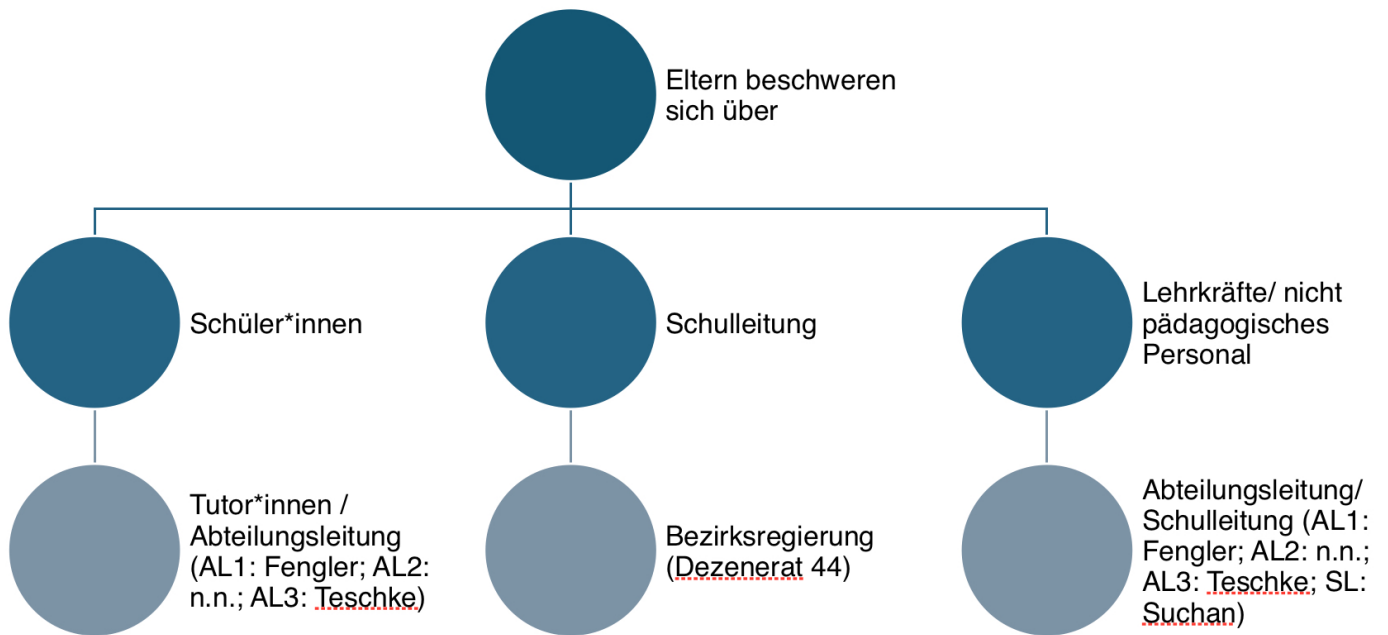 Eltern beschweren
sich über
Schüler*innen
Schulleitung
Lehrkräfte/ nicht
pädagogisches
Personal
Tutor*innen /
Abteilungsleitung
(AL1: Fengler; AL2:
n.n.; AL3: Teschke)
Bezirksregierung
(Dezenerat 44)
Abteilungsleitung/
Schulleitung (AL1:
Fengler; AL2: n.n.;
AL3: Teschke; SL:
Suchan)